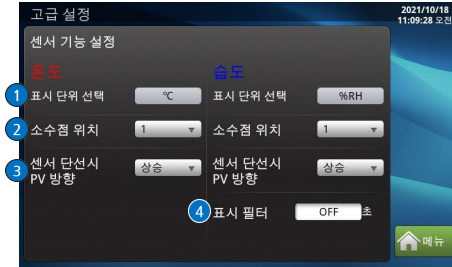 고급 설정
2021/10/18
11:09:28 오전
센서 기능 설정
온도 습도
1 표시 단위 선택 ℃ 표시 단위 선택 %RH
2 소수점 위치 1 소수점 위치 1
3 센서 단선시 PV 방향 상승 센서 단선시 PV 방향 상승
4 표시 필터 OFF 초
메뉴